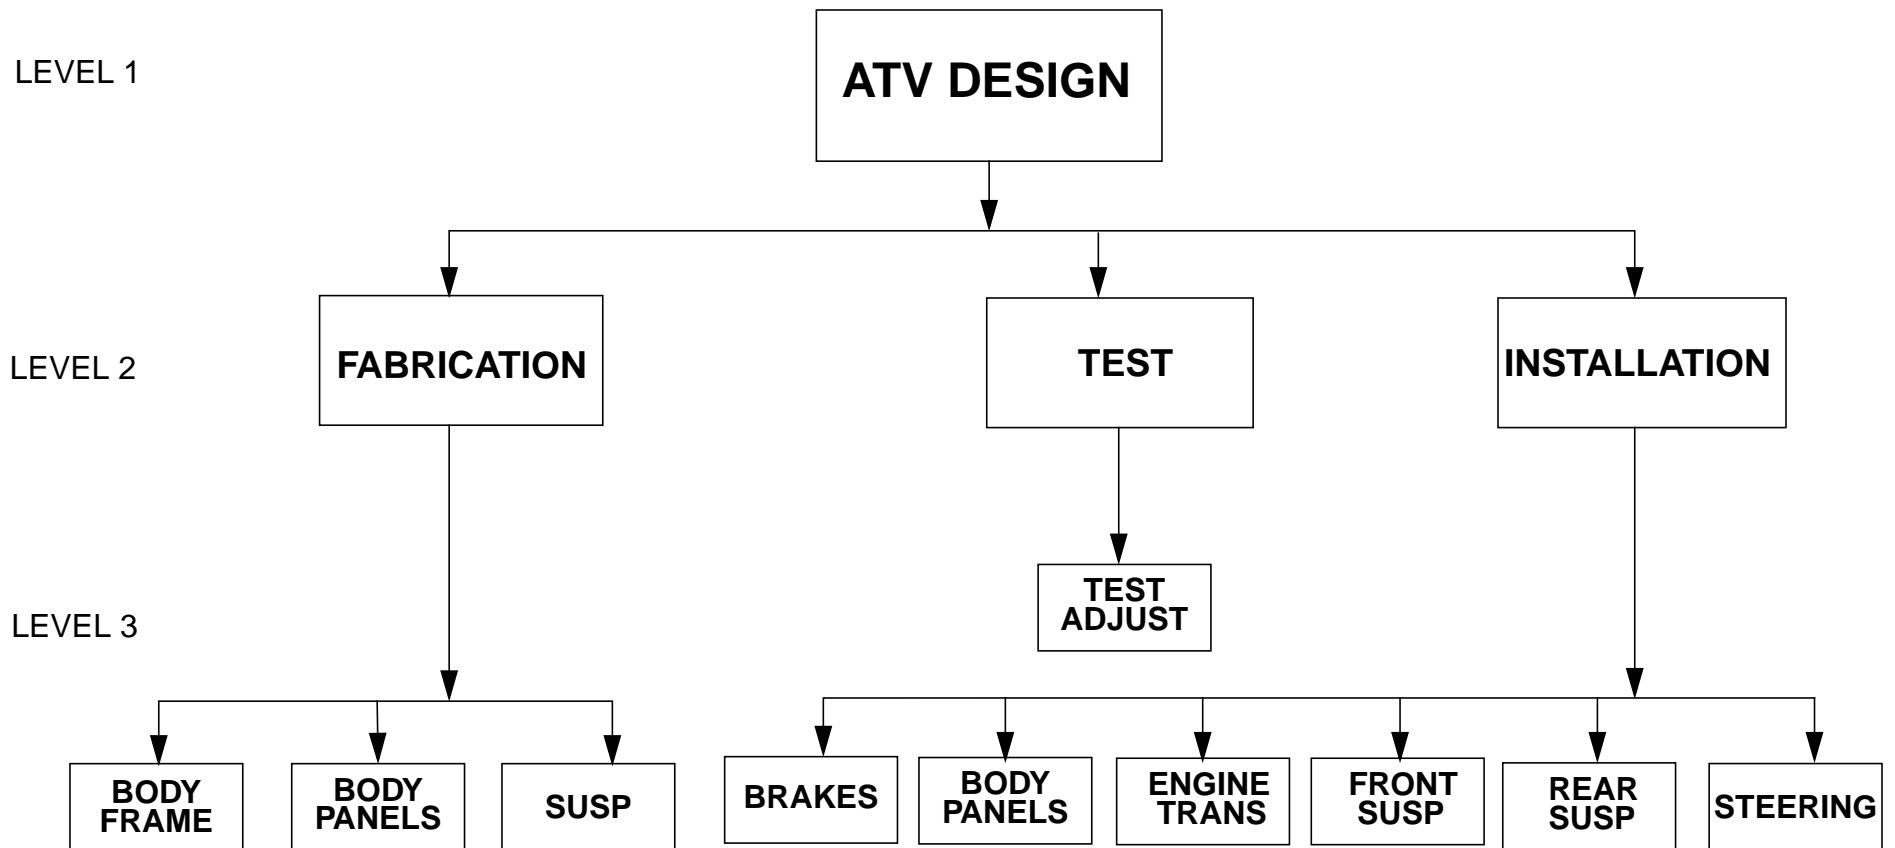 LEVEL 1
ATV DESIGN
LEVEL 2
FABRICATION
TEST
INSTALLATION
LEVEL 3
TEST
ADJUST
BODY
FRAME
BODY
PANELS
SUSP
BRAKES
BODY
PANELS
ENGINE
TRANS
FRONT
SUSP
REAR
SUSP
STEERING